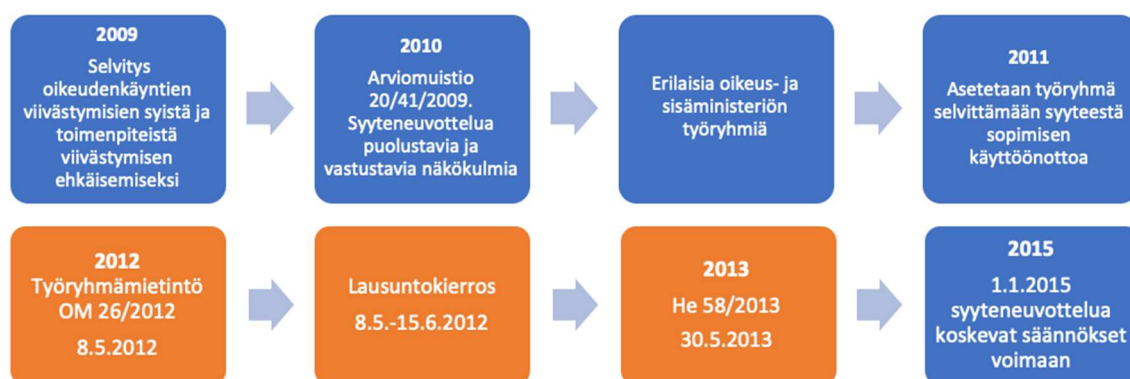 2009
Selvitys
oikeudenkäyntien
viivästymisien syistä ja
toimenpiteistä
viivästymisen
ehkäisemiseksi
2010
Arviomuistio
20/41/2009.
Syyteneuvottelua
puolustavia ja
vastustavia näkökulmia
Erilaisia oikeus- ja
sisäministeriön
työryhmiä
2011
Asetetaan työryhmä
selvittämään syyteestä
sopimisen
käyttöönottoa
2012
Työryhmämietintö
OM 26/2012
8.5.2012
Lausuntokierros
8.5.-15.6.2012
2013
He 58/2013
30.5.2013
2015
1.1.2015
syyteneuvottelua
koskevat säännökset
voimaan